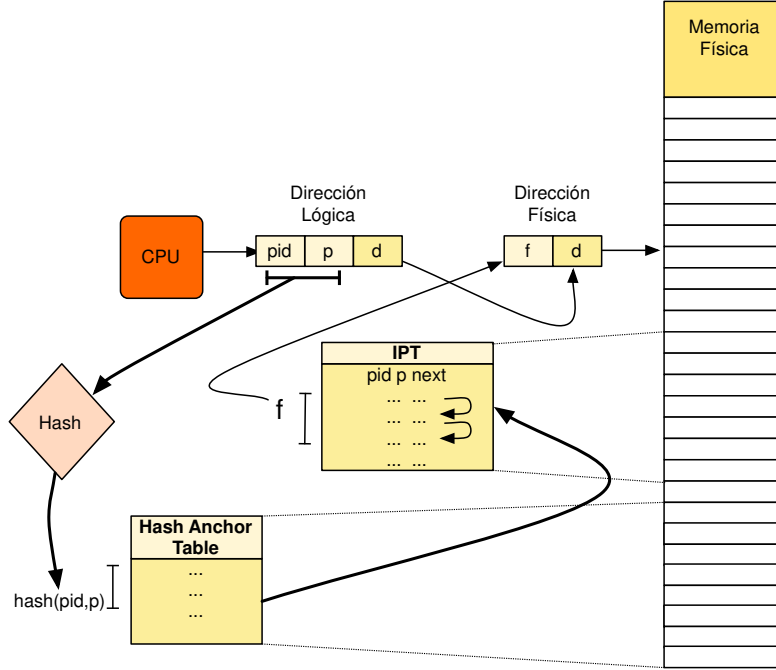 Memoria
Física
Dirección
Lógica
Dirección
Física
CPU
pid p d
f d
IPT
pid p next
... ...
... ...
... ...
... ...
f
Hash
Hash Anchor
Table
...
...
...
hash(pid,p)